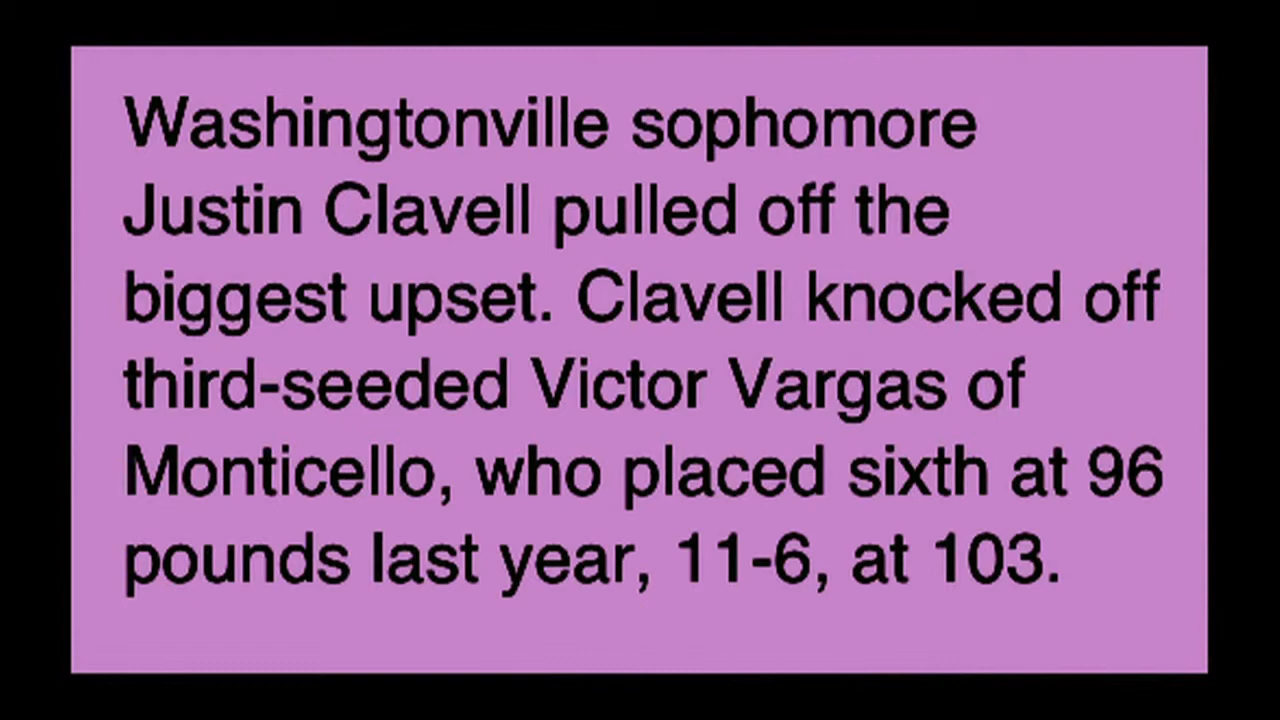 Washingtonville sophomore
Justin Clavell pulled off the
biggest upset. Clavell knocked off
third-seeded Victor Vargas of
Monticello, who placed sixth at 96
pounds last year, 11-6, at 103.